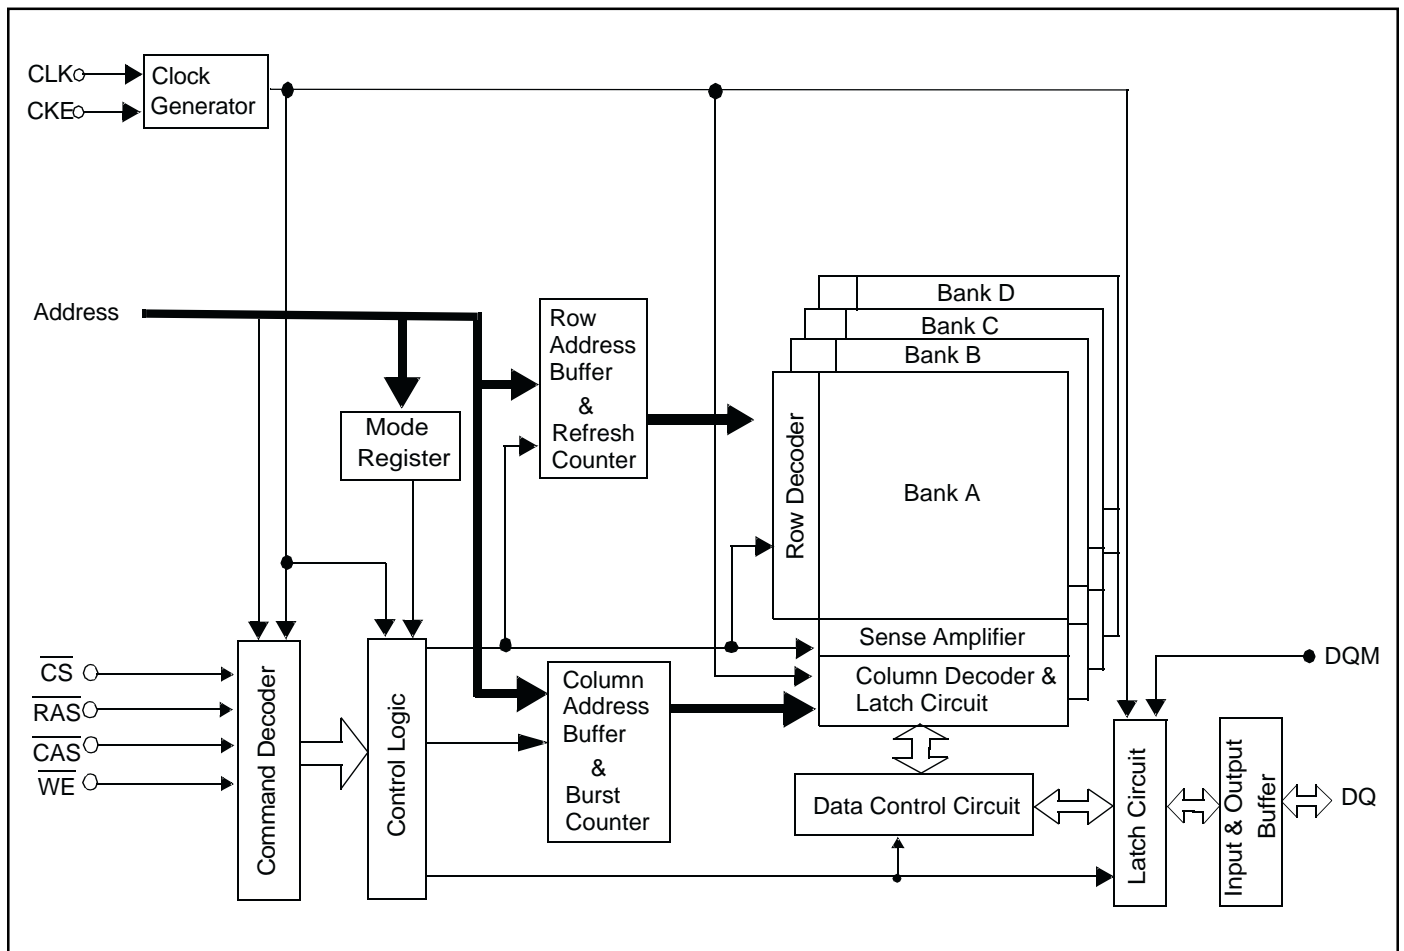 CLK
CKE
Clock
Generator
Address
Row
Address
Buffer
&
Refresh
Counter
Mode
Register
Bank D
Bank C
Bank B
Bank A
Row Decoder
Sense Amplifier
Column Decoder &
Latch Circuit
CS
RAS
CAS
WE
Command Decoder
Control Logic
Column
Address
Buffer
&
Burst
Counter
Data Control Circuit
Latch Circuit
Input & Output
Buffer
DQM
DQ